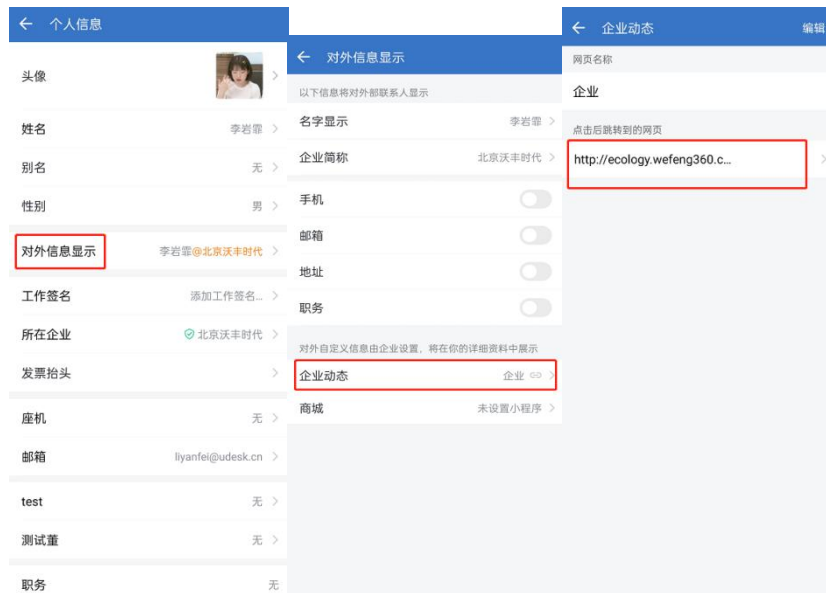 个人信息
头像
姓名 李岩霏
别名 无
性别 男
对外信息显示 李岩霏@北京沃丰时代
工作签名 添加工作签名...
所在企业 北京沃丰时代
发票抬头
座机 无
邮箱 liyanfei@udesk.cn
test 无
测试董 无
职务 无
对外信息显示
以下信息将对外部联系人显示
名字显示 李岩霏
企业简称 北京沃丰时代
手机
邮箱
地址
职务
对外自定义信息由企业设置，将在你的详细资料中展示
企业动态 企业
商城 未设置小程序
企业动态 编辑
网页名称
企业
点击后跳转到的网页
http://ecology.wefeng360.c...